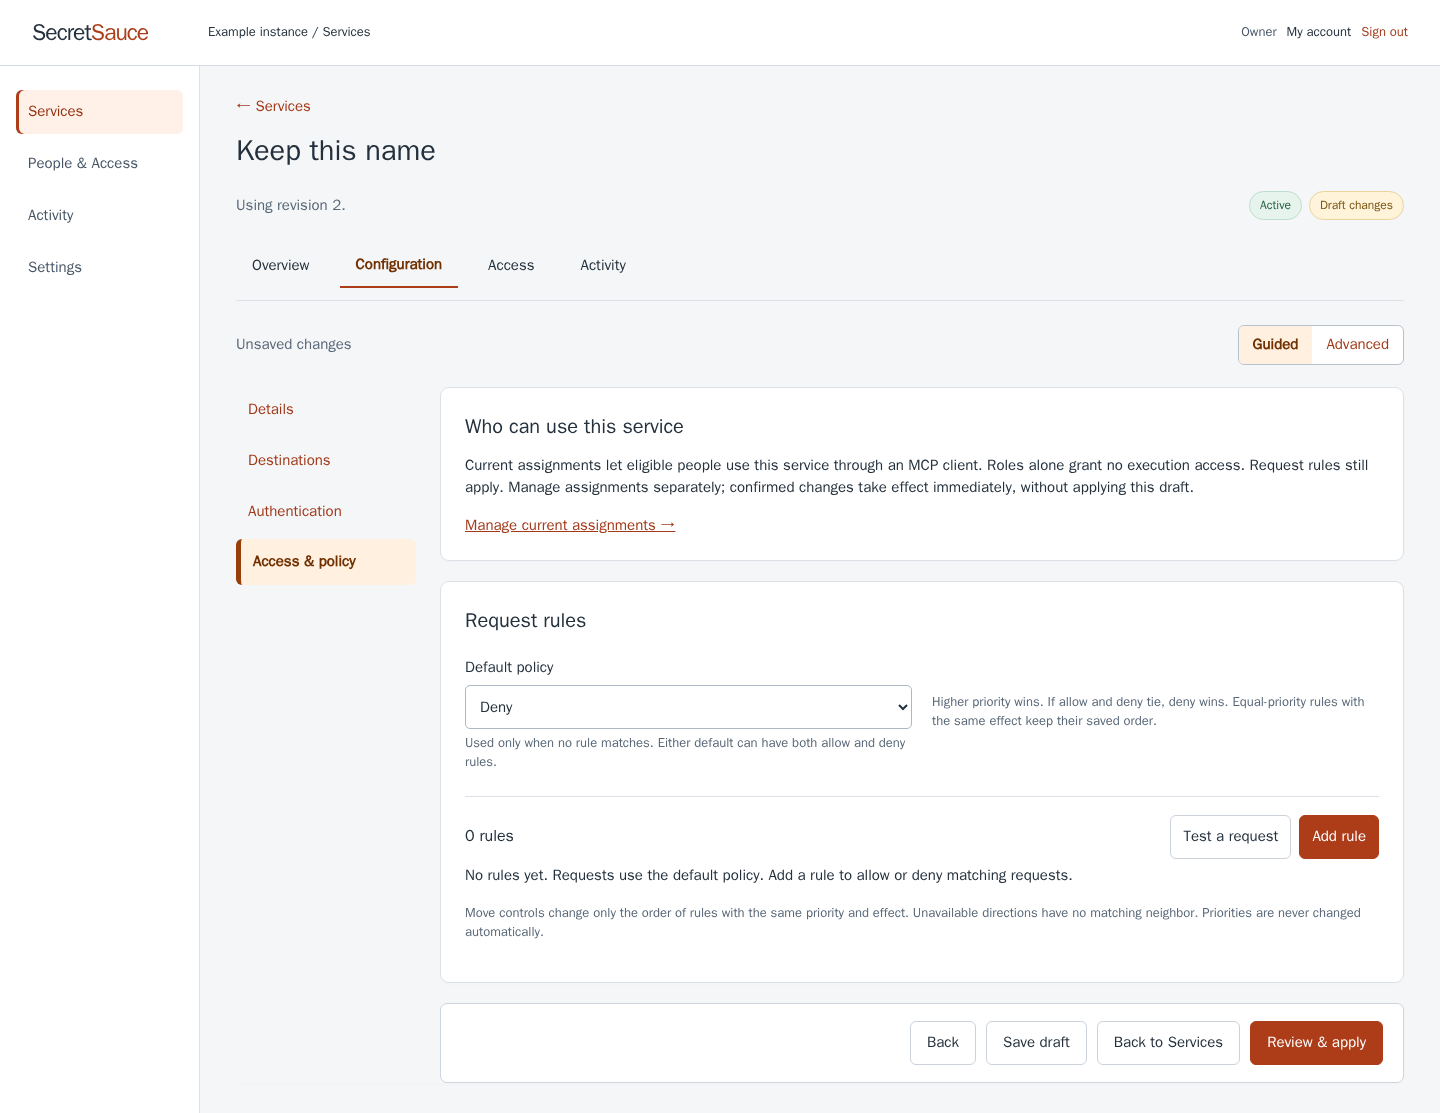 SecretSauce
Example instance / Services
Owner My account Sign out
Services
People & Access
Activity
Settings
← Services
Keep this name
Using revision 2.
Active
Draft changes
Overview
Configuration
Access
Activity
Unsaved changes
Guided
Advanced
Details
Destinations
Authentication
Access & policy
Who can use this service
Current assignments let eligible people use this service through an MCP client. Roles alone grant no execution access. Request rules still
apply. Manage assignments separately; confirmed changes take effect immediately, without applying this draft.
Manage current assignments →
Request rules
Default policy
Deny
Used only when no rule matches. Either default can have both allow and deny
rules.
Higher priority wins. If allow and deny tie, deny wins. Equal-priority rules with
the same effect keep their saved order.
0 rules
Test a request
Add rule
No rules yet. Requests use the default policy. Add a rule to allow or deny matching requests.
Move controls change only the order of rules with the same priority and effect. Unavailable directions have no matching neighbor. Priorities are never changed
automatically.
Back
Save draft
Back to Services
Review & apply